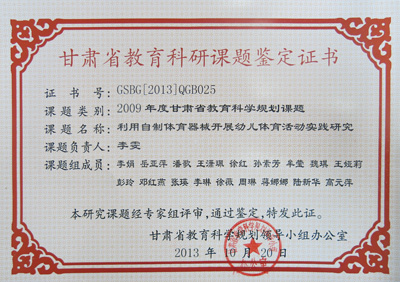 甘肃省教育科研课题鉴定证书
证书号：GSBG[2013]QGB025
课题类别：2009年度甘肃省教育科学规划课题
课题名称：利用自制体育器械开展幼儿体育活动实践研究
课题负责人：李雯
课题组成员：李娟 岳亚萍 潘歌 王潇琨 徐红 孙素芳 牟莹 魏琪 王继莉
彭玲 邓红燕 张瑛 李琳 徐薇 周琳 蒋娜娜 陆新华 高元萍
本研究课题经专家组评审，通过鉴定，特发此证。
甘肃省教育科学规划领导小组办公室
2013年10月20日